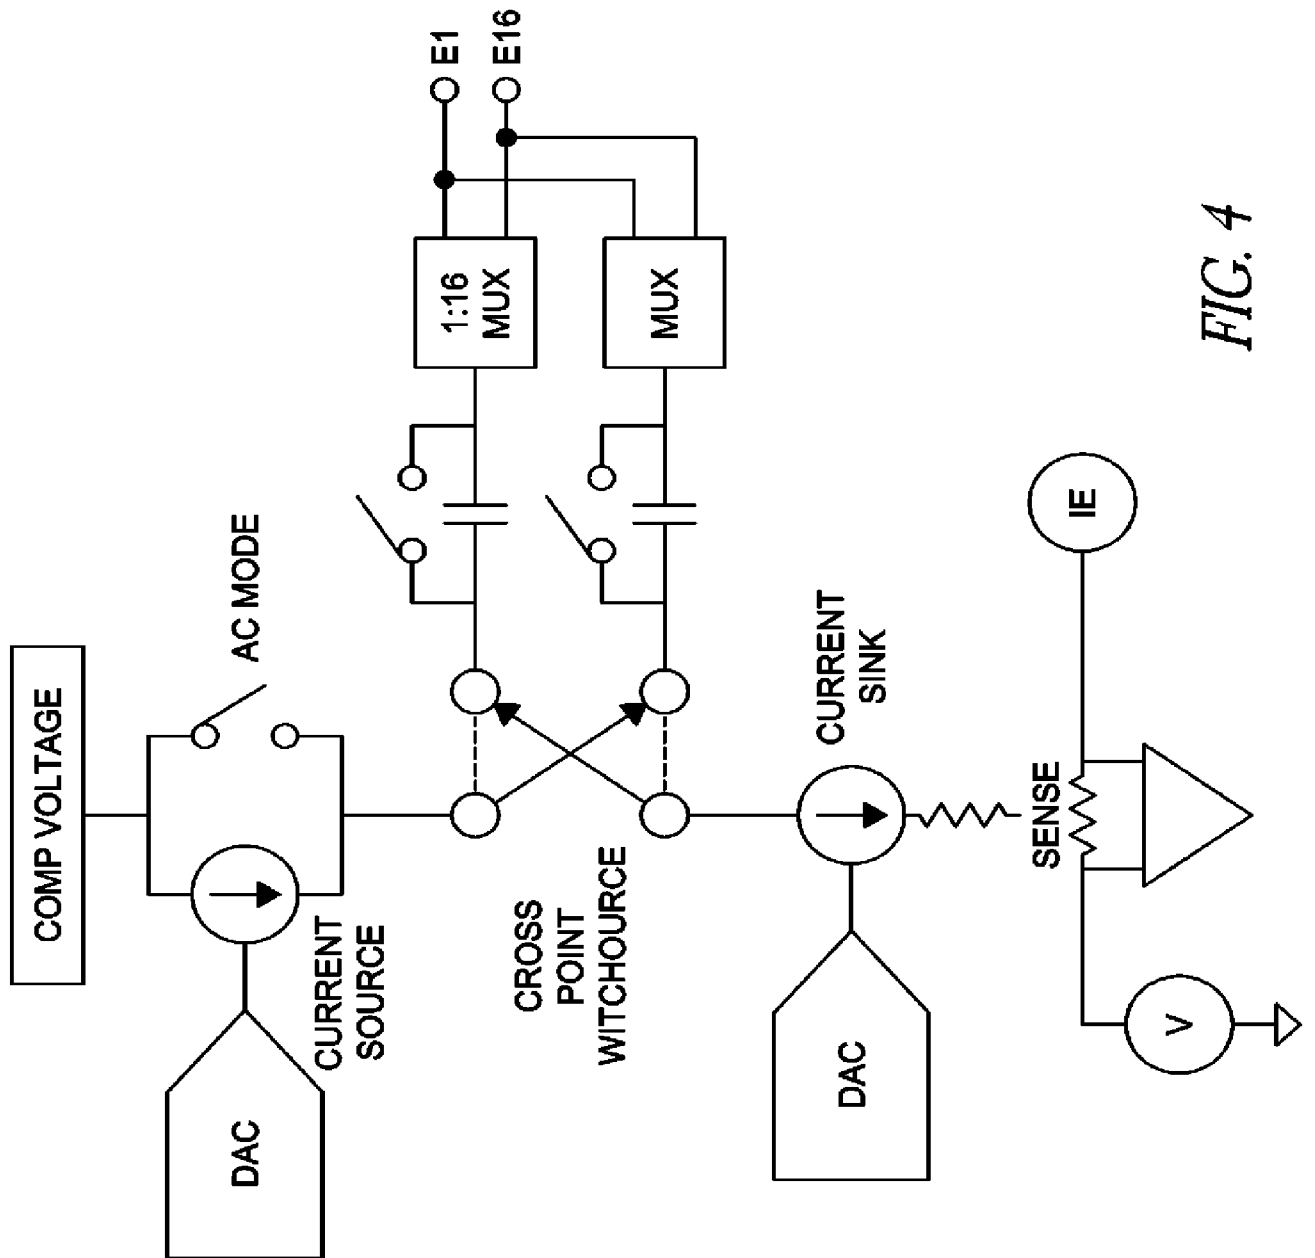 COMP VOLTAGE
AC MODE
DAC
CURRENT
SOURCE
CROSS
POINT
WITCHOURCE
1:16
MUX
MUX
E1
E16
DAC
CURRENT
SINK
SENSE
V
IE
FIG. 4